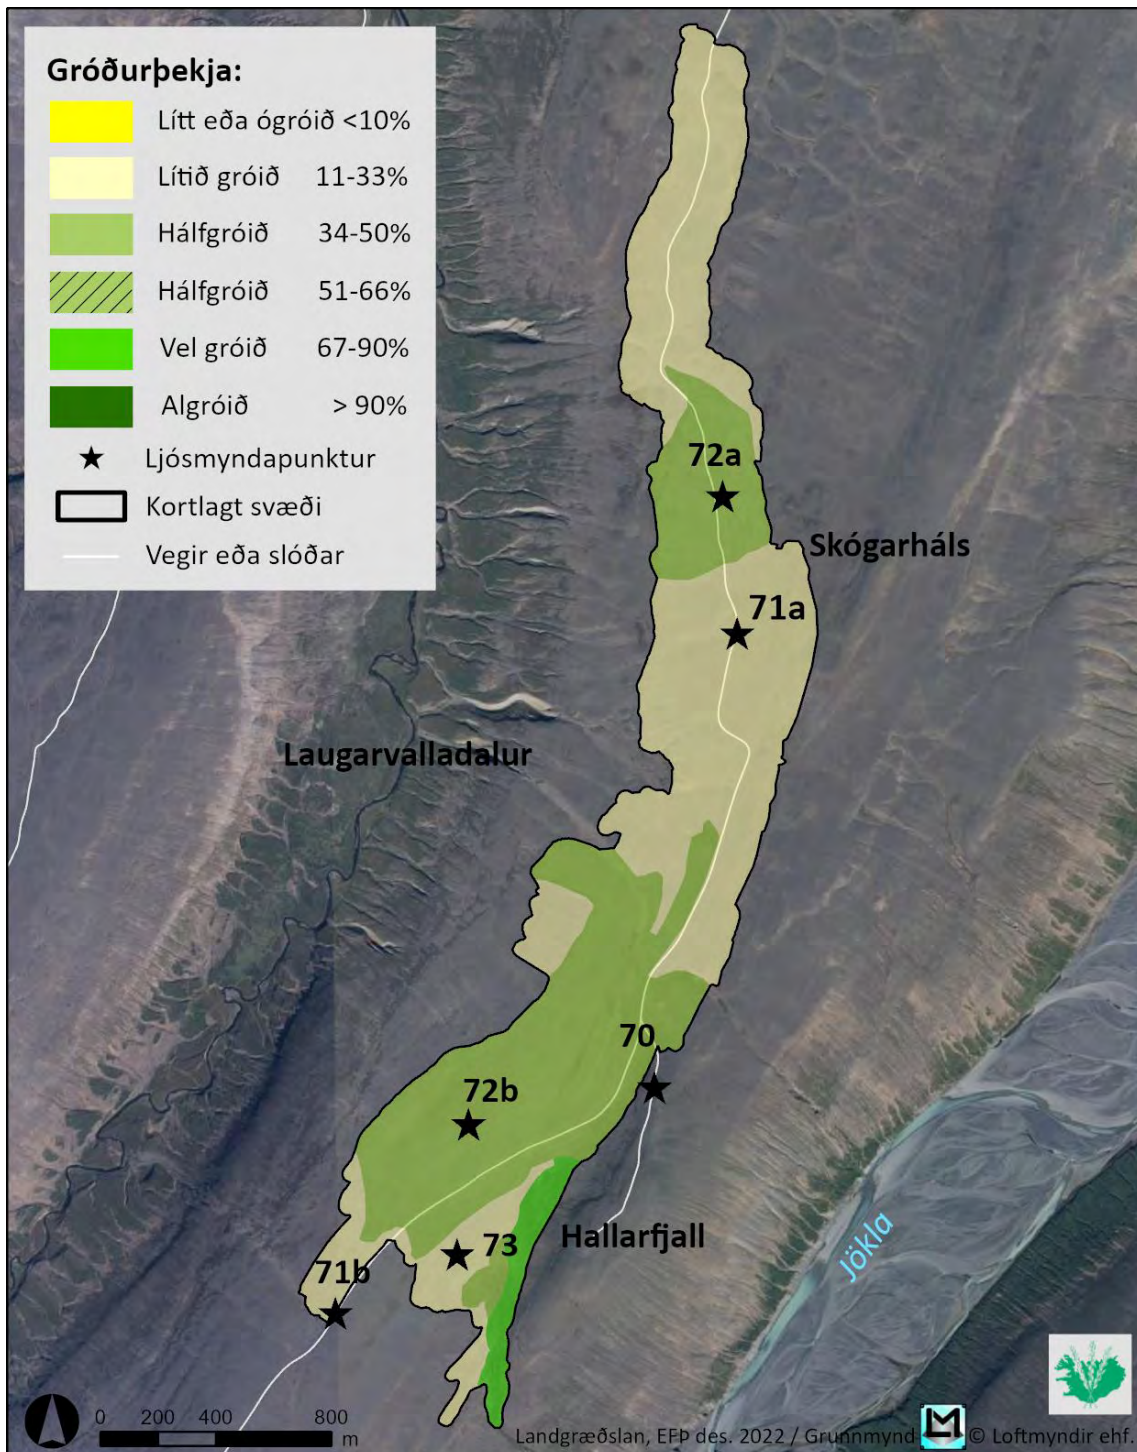 Gróðurþekja:
Lítt eða ógróið <10%
Lítið gróið 11-33%
Hálfgróið 34-50%
Hálfgróið 51-66%
Vel gróið 67-90%
Algróið > 90%
Ljósmyndapunktur
Kortlagt svæði
Vegir eða slóðar
72a
Skógarháls
71a
Laugarvalladalur
70
72b
73
Hallarfjall
71b
Jökla
0 200 400 800
m
Landgræðslan, EFÞ des. 2022 / Grunnmynd LM © Loftmyndir ehf.